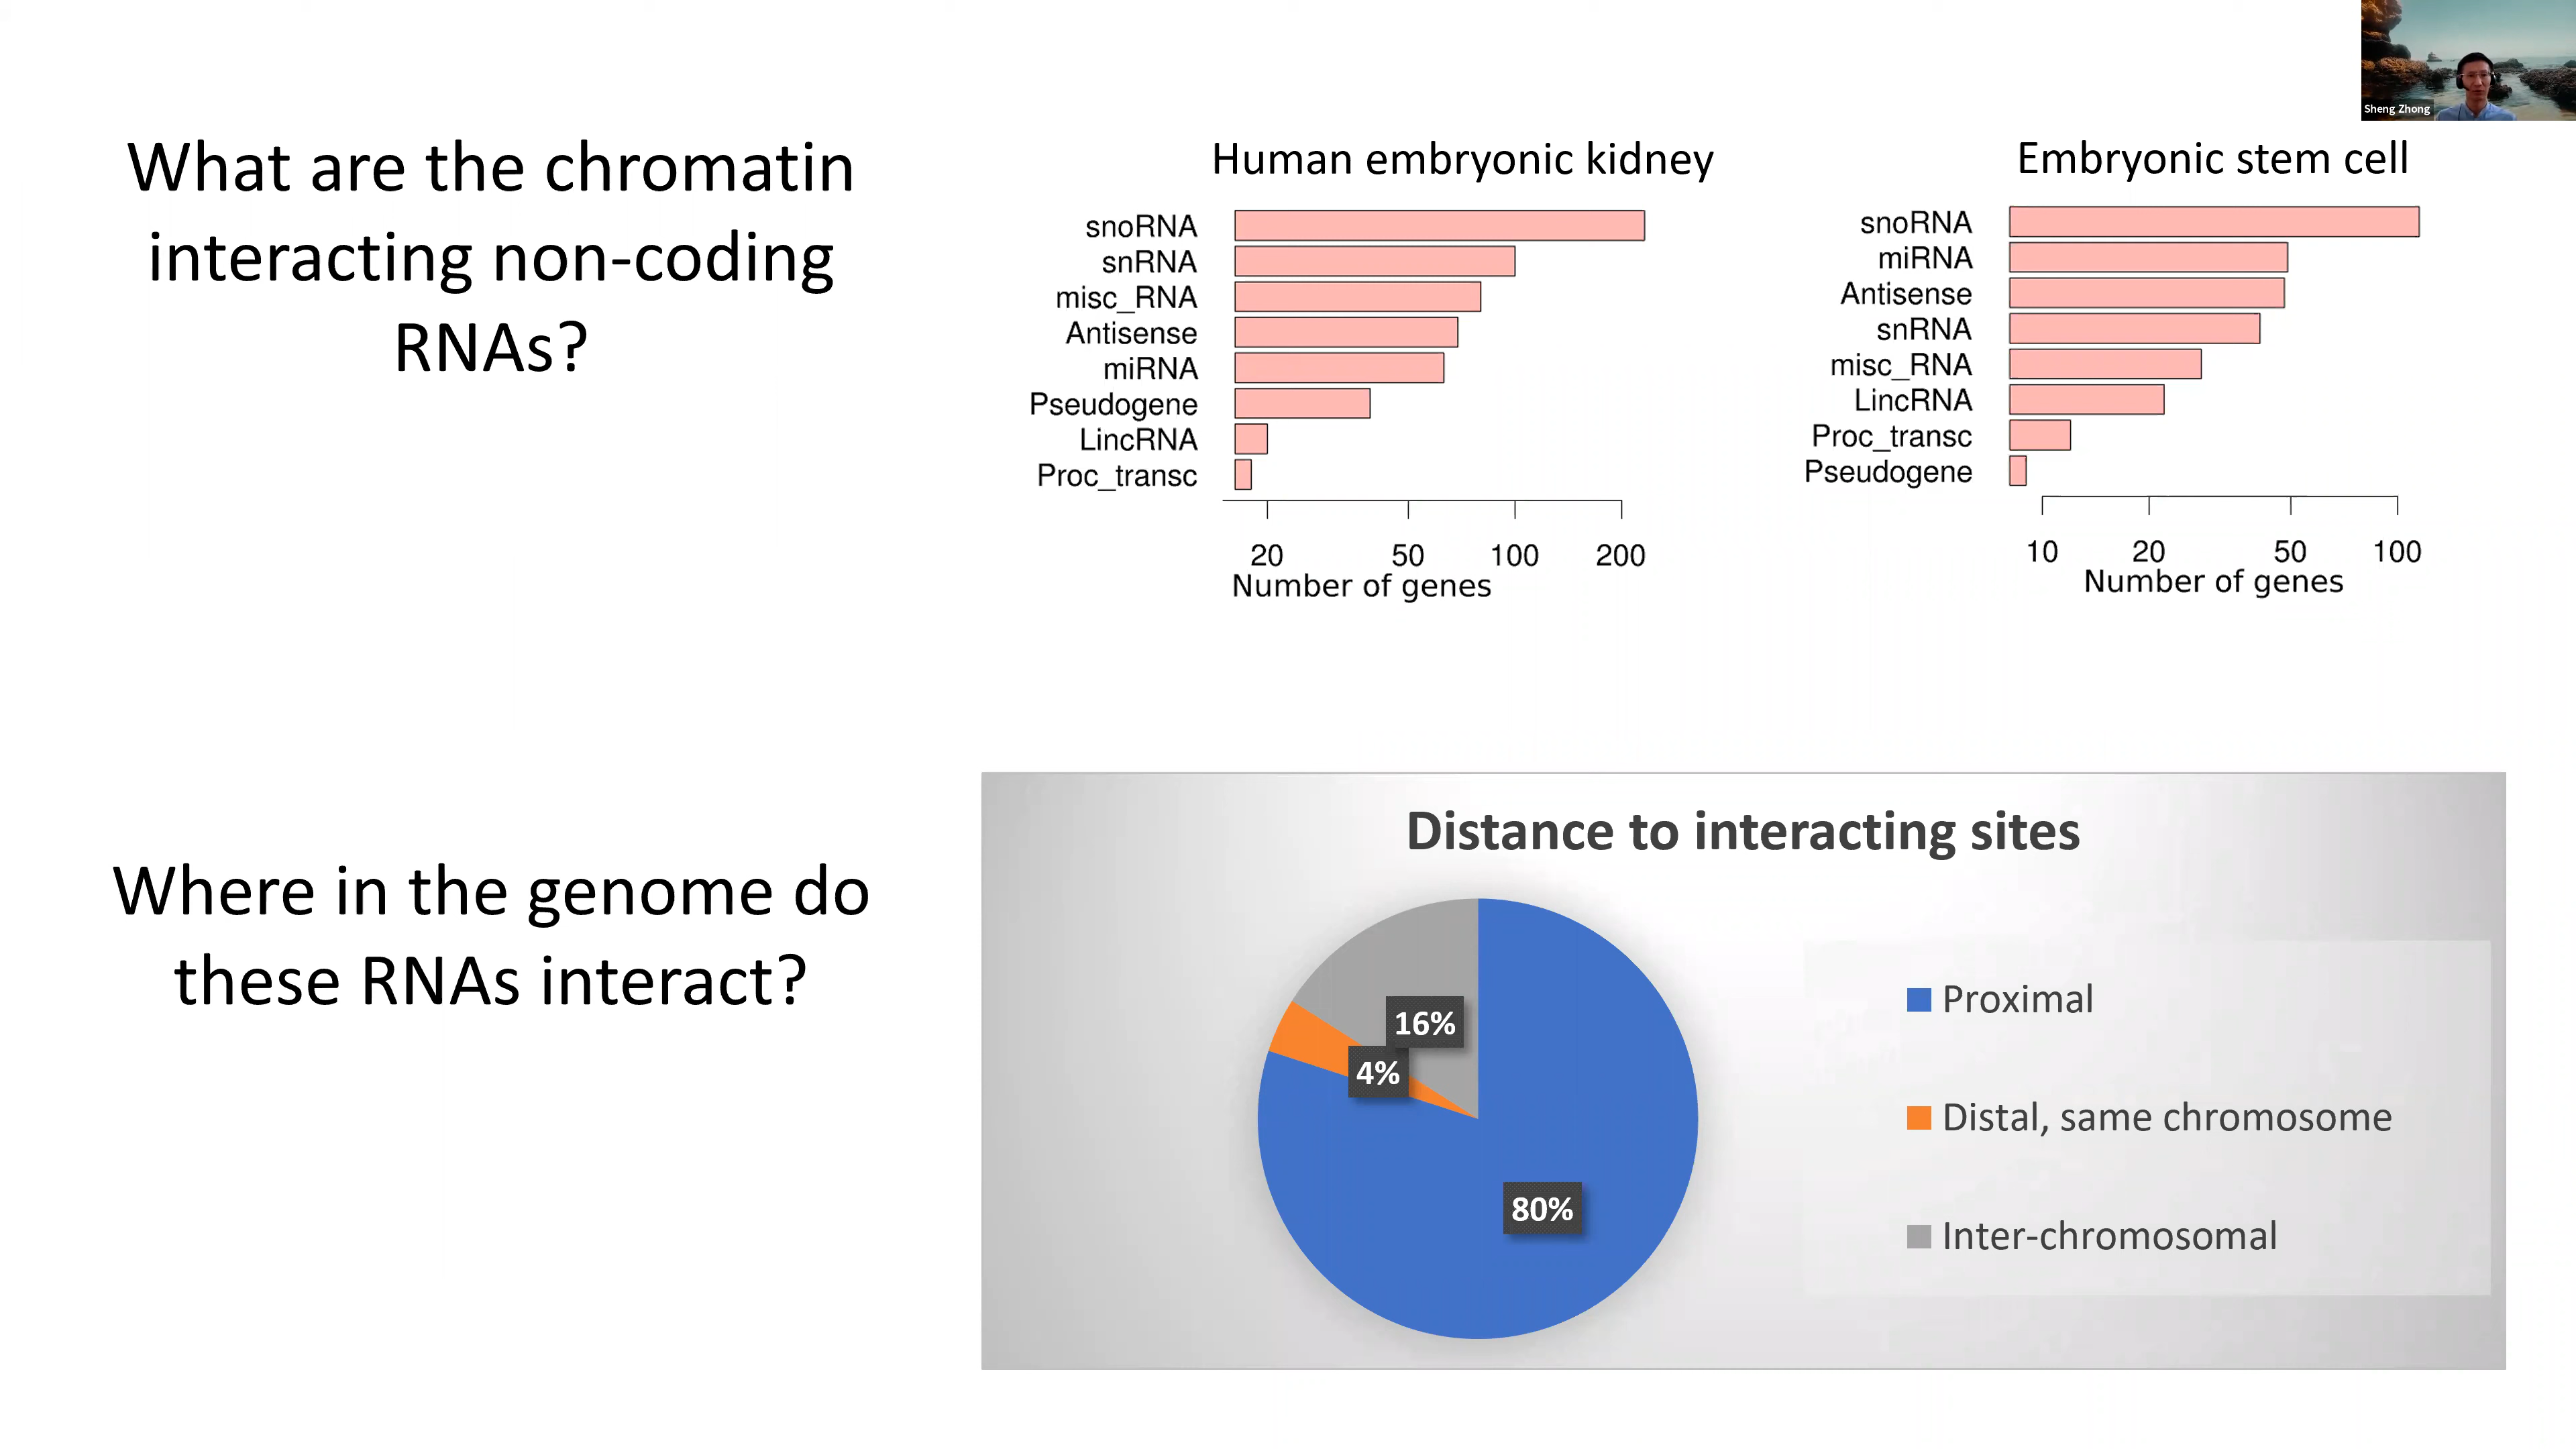 Sheng Zhong
What are the chromatin
interacting non-coding
RNAs?
Human embryonic kidney
snoRNA
snRNA
misc_RNA
Antisense
miRNA
Pseudogene
LincRNA
Proc_transc
20 50 100 200
Number of genes
Embryonic stem cell
snoRNA
miRNA
Antisense
snRNA
misc_RNA
LincRNA
Proc_transc
Pseudogene
10 20 50 100
Number of genes
Where in the genome do
these RNAs interact?
Distance to interacting sites
16%
4%
80%
Proximal
Distal, same chromosome
Inter-chromosomal